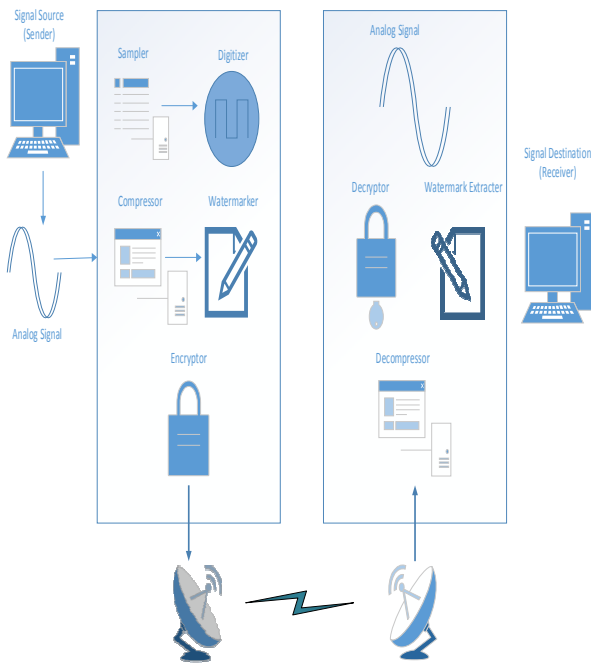 Signal Source
(Sender)
Analog Signal
Sampler
Digitizer
Compressor
Watermarker
Encryptor
Analog Signal
Decryptor
Watermark Extracter
Decompressor
Signal Destination
(Receiver)